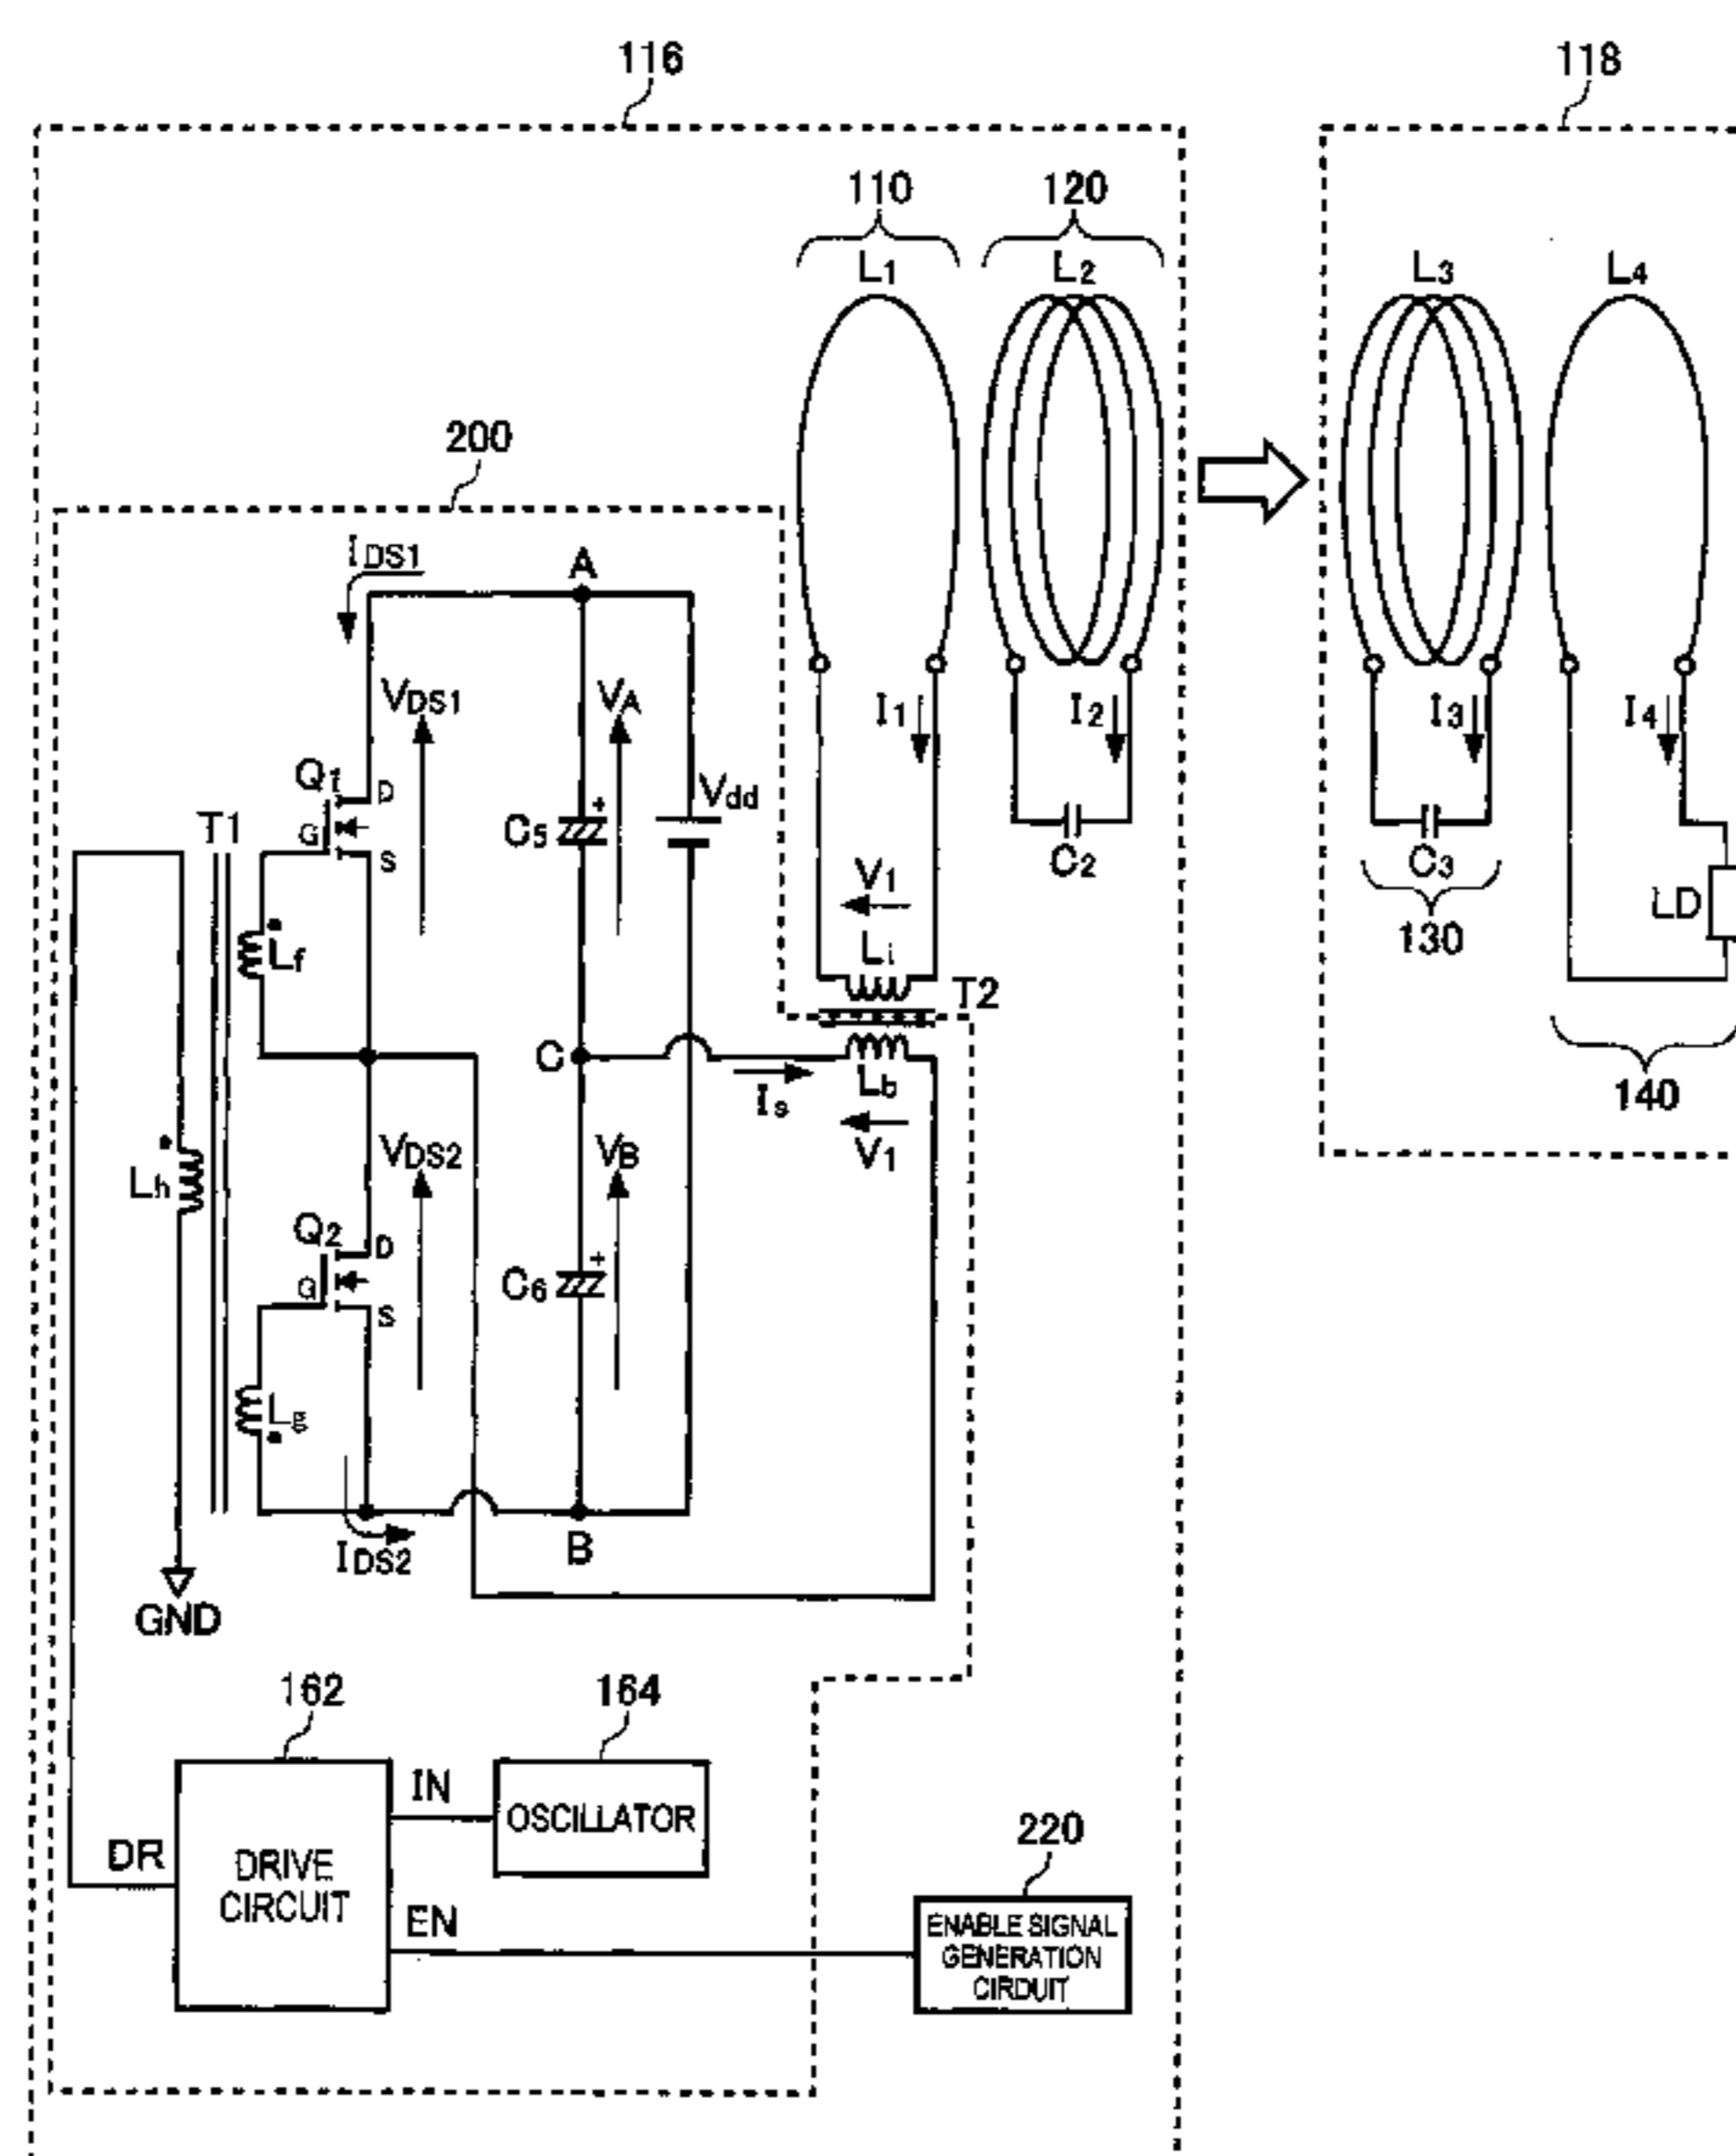 116
118
110
120
L1
L2
L3
L4
200
IDS1
A
VDS1
VA
I1
I2
I3
I4
Q1
D
Vdd
T1
G
C5
+
S
C2
C3
V1
LD
130
Lf
Li
T2
C
Is
Lb
140
V1
VDS2
VB
Lh
Q2
D
+
G
C6
S
Lg
B
IDS2
GND
162
164
IN
OSCILLATOR
220
DR
DRIVE
CIRCUIT
EN
ENABLE SIGNAL
GENERATION
CIRDUIT